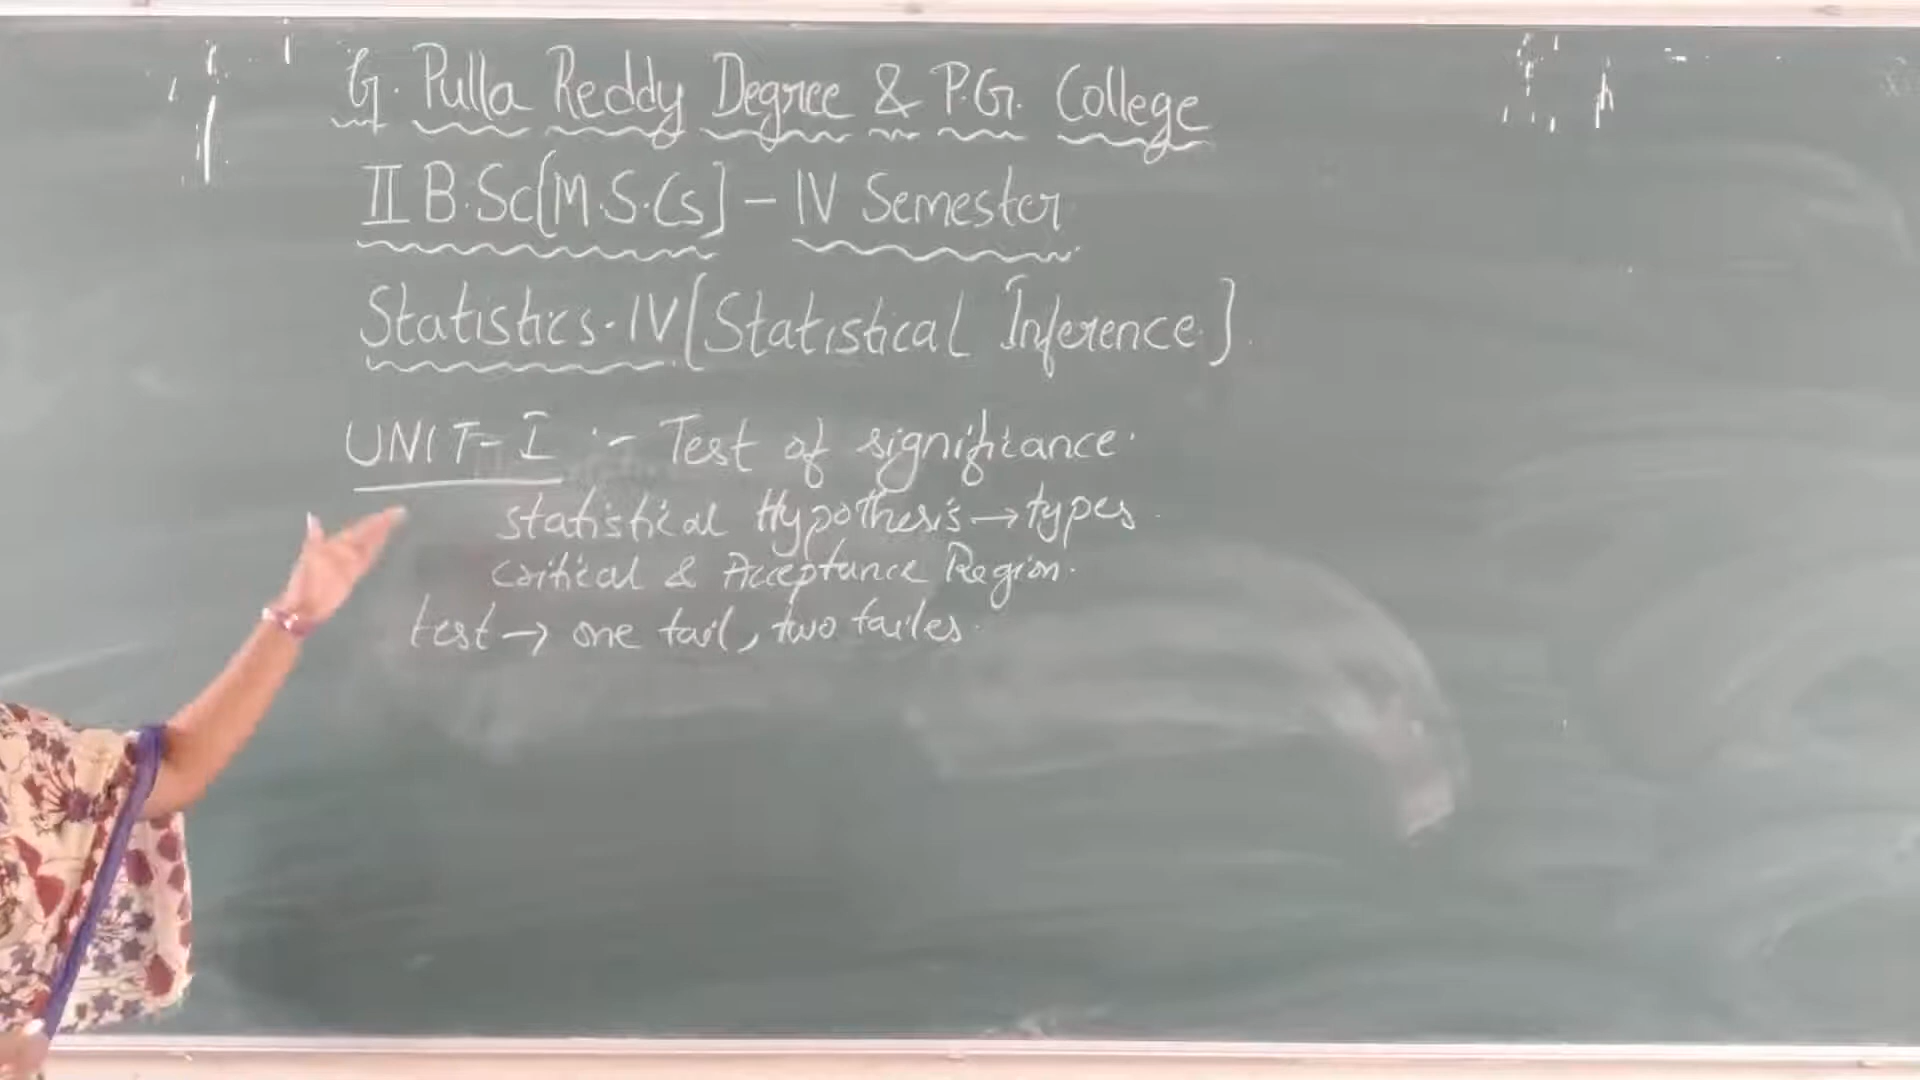 G. Pulla Reddy Degree & P.G. College
II B.Sc[M.S.Cs] - IV Semester
Statistics-IV[Statistical Inference.]
UNIT-I :- Test of significance.
statistical Hypothesis → types.
critical & Acceptance Region.
test → one tail, two tailes.